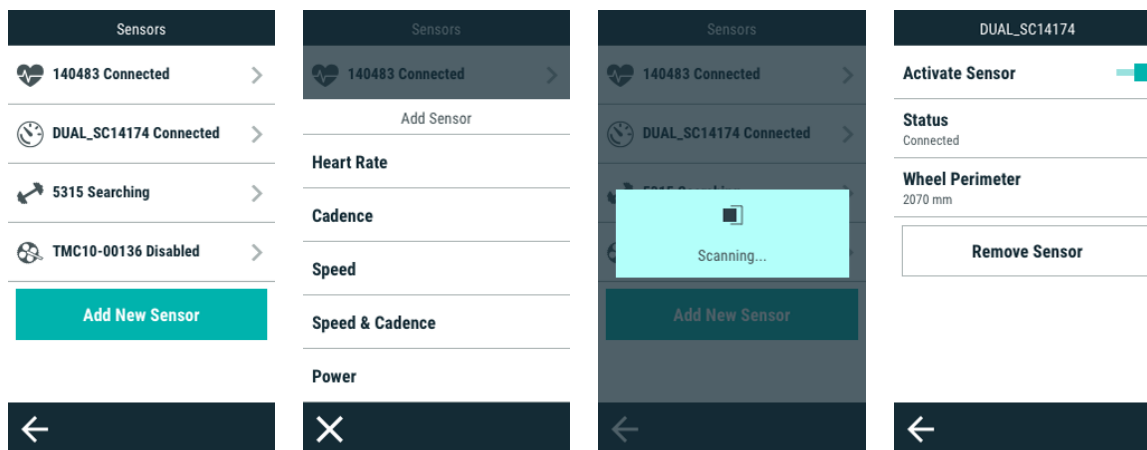 Sensors
140483 Connected
DUAL_SC14174 Connected
5315 Searching
TMC10-00136 Disabled
Add New Sensor
Sensors
140483 Connected
Add Sensor
Heart Rate
Cadence
Speed
Speed & Cadence
Power
Sensors
140483 Connected
DUAL_SC14174 Connected
Scanning...
Add New Sensor
DUAL_SC14174
Activate Sensor
Status
Connected
Wheel Perimeter
2070 mm
Remove Sensor